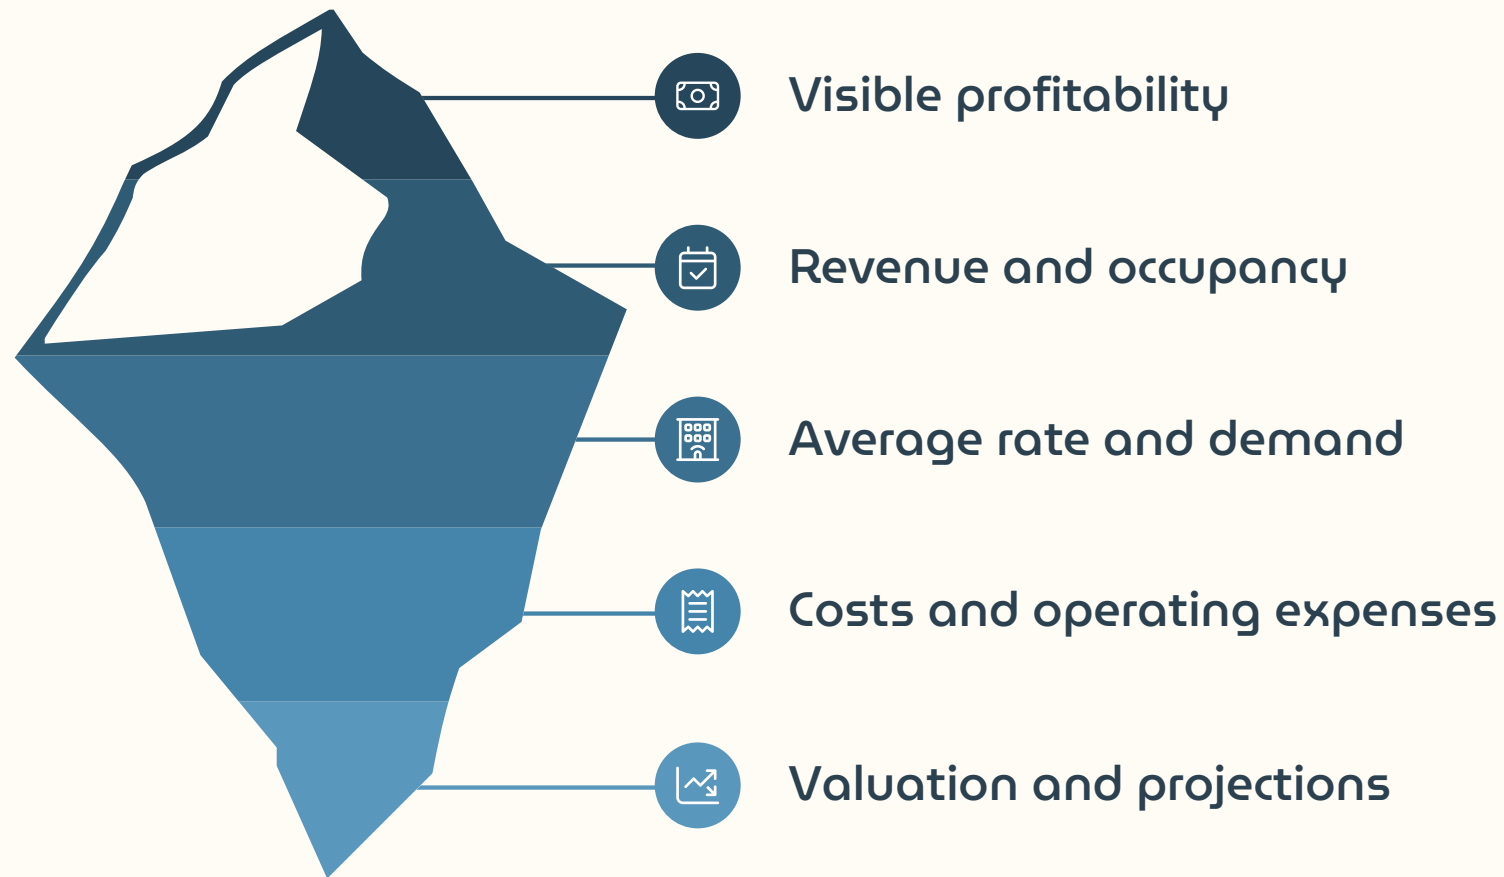 Visible profitability
Revenue and occupancy
Average rate and demand
Costs and operating expenses
Valuation and projections